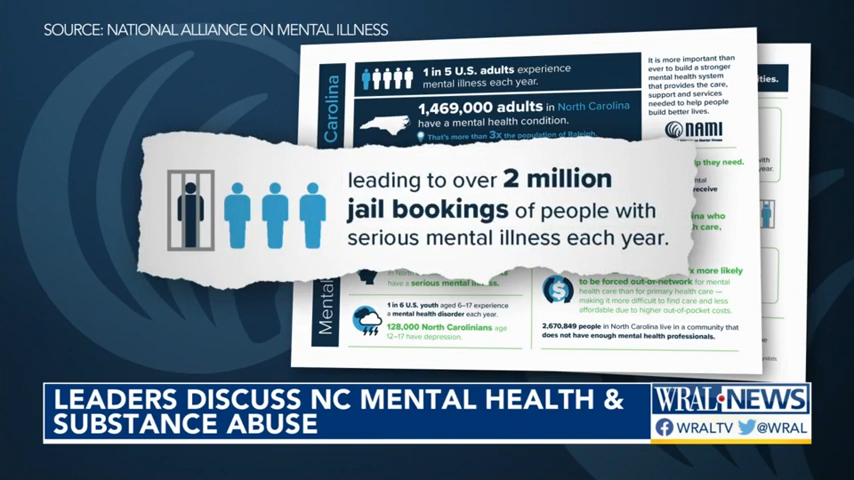 SOURCE: NATIONAL ALLIANCE ON MENTAL ILLNESS
Carolina
1 in 5 U.S. adults experience
mental illness each year.
1,469,000 adults in North Carolina
have a mental health condition.
That's more than 3x the population of Raleigh.
It is more important than
ever to build a stronger
mental health system
that provides the care,
support and services
needed to help people
build better lives.
NAMI
ities.
leading to over 2 million
jail bookings of people with
serious mental illness each year.
lp they need.
receive
na who
h care,
with
year.
Mental
in North
have a serious mental
1 in 6 U.S. youth aged 6–17 experience
a mental health disorder each year.
128,000 North Carolinians age
12–17 have depression.
x more likely
to be forced out-of-network for mental
health care than for primary health care —
making it more difficult to find care and less
affordable due to higher out-of-pocket costs.
2,670,849 people in North Carolina live in a community that
does not have enough mental health professionals.
LEADERS DISCUSS NC MENTAL HEALTH &
SUBSTANCE ABUSE
WRAL NEWS
WRALTV @WRAL